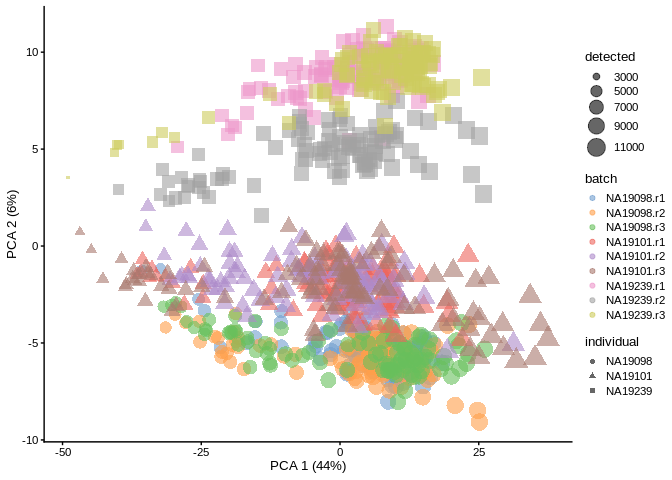 10
5
0
-5
-10
-50
-25
0
25
PCA 1 (44%)
PCA 2 (6%)
detected
3000
5000
7000
9000
11000
batch
NA19098.r1
NA19098.r2
NA19098.r3
NA19101.r1
NA19101.r2
NA19101.r3
NA19239.r1
NA19239.r2
NA19239.r3
individual
NA19098
NA19101
NA19239